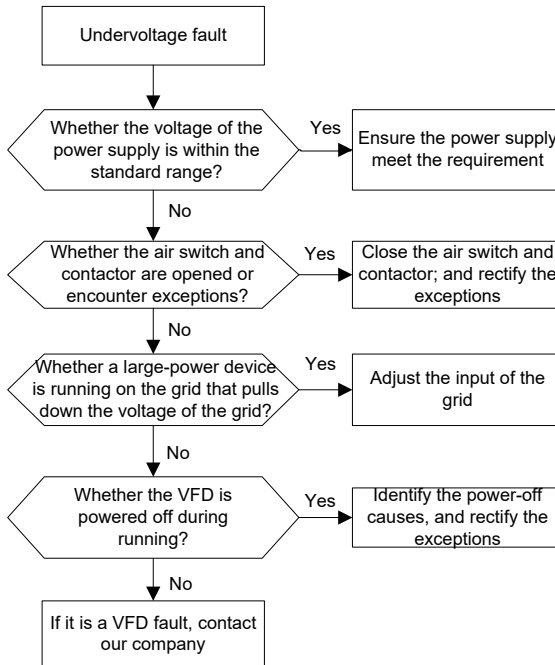 Undervoltage fault
Whether the voltage of the
power supply is within the
standard range?
Yes
Ensure the power supply
meet the requirement
No
Whether the air switch and
contactor are opened or
encounter exceptions?
Yes
Close the air switch and
contactor; and rectify the
exceptions
No
Whether a large-power device
is running on the grid that pulls
down the voltage of the grid?
Yes
Adjust the input of the
grid
No
Whether the VFD is
powered off during
running?
Yes
Identify the power-off
causes, and rectify the
exceptions
No
If it is a VFD fault, contact
our company